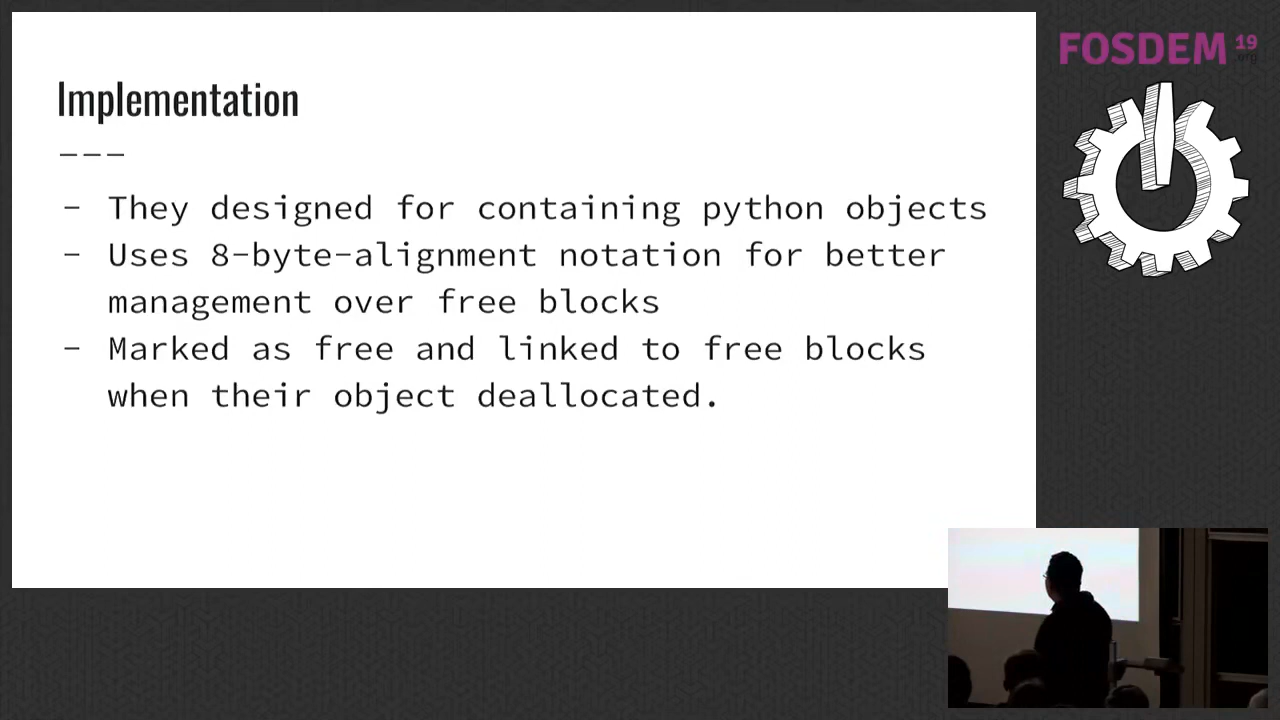 Implementation
---
- They designed for containing python objects
- Uses 8-byte-alignment notation for better
management over free blocks
- Marked as free and linked to free blocks
when their object deallocated.
FOSDEM 19
.org